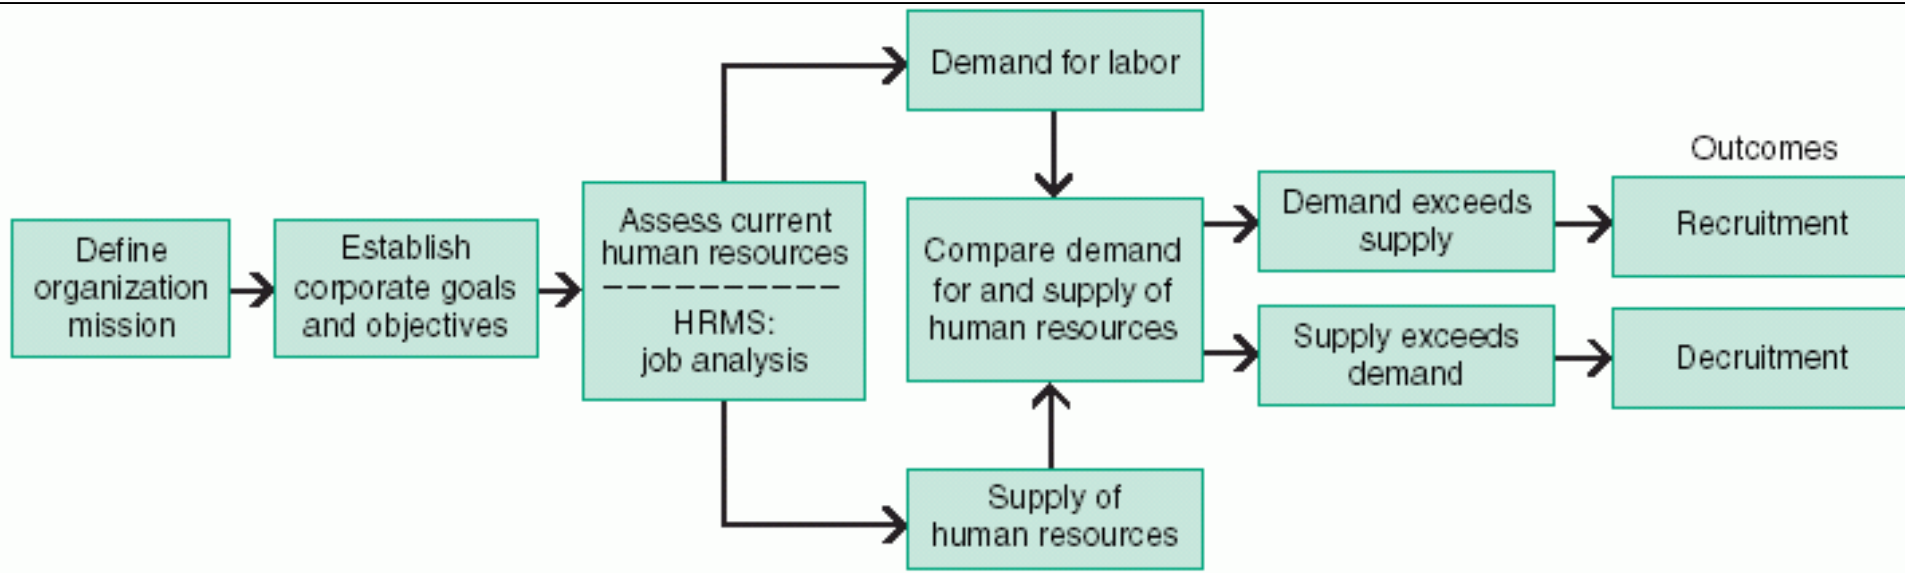 Define
organization
mission
Establish
corporate goals
and objectives
Assess current
human resources
HRMS:
job analysis
Demand for labor
Compare demand
for and supply of
human resources
Supply of
human resources
Demand exceeds
supply
Supply exceeds
demand
Outcomes
Recruitment
Decruitment